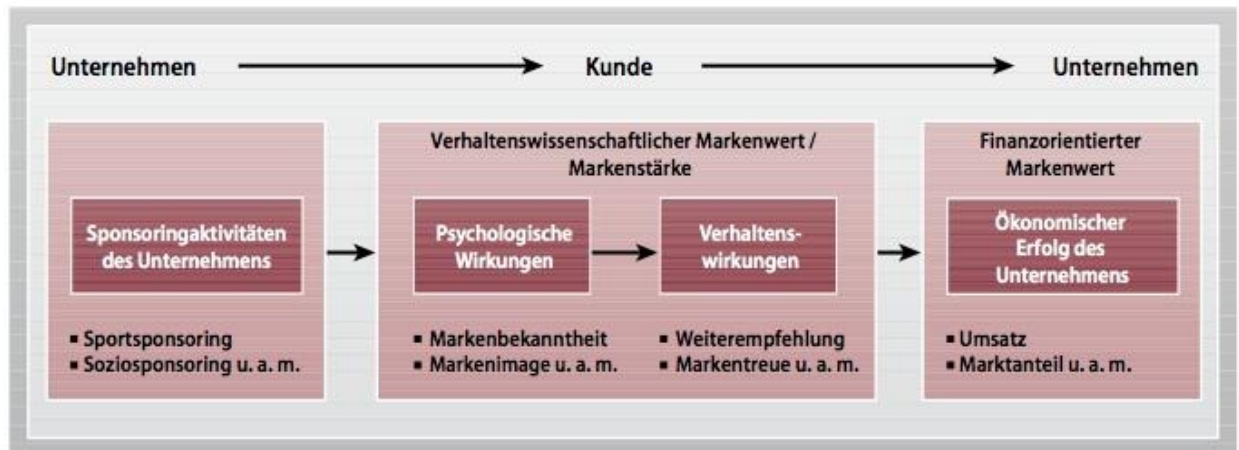 Unternehmen
Kunde
Unternehmen
Sponsoringaktivitäten
des Unternehmens
▪ Sportsponsoring
▪ Soziosponsoring u. a. m.
Verhaltenswissenschaftlicher Markenwert /
Markenstärke
Psychologische
Wirkungen
▪ Markenbekanntheit
▪ Markenimage u. a. m.
Verhaltens-
wirkungen
▪ Weiterempfehlung
▪ Markentreue u. a. m.
Finanzorientierter
Markenwert
Ökonomischer
Erfolg des
Unternehmens
▪ Umsatz
▪ Marktanteil u. a. m.